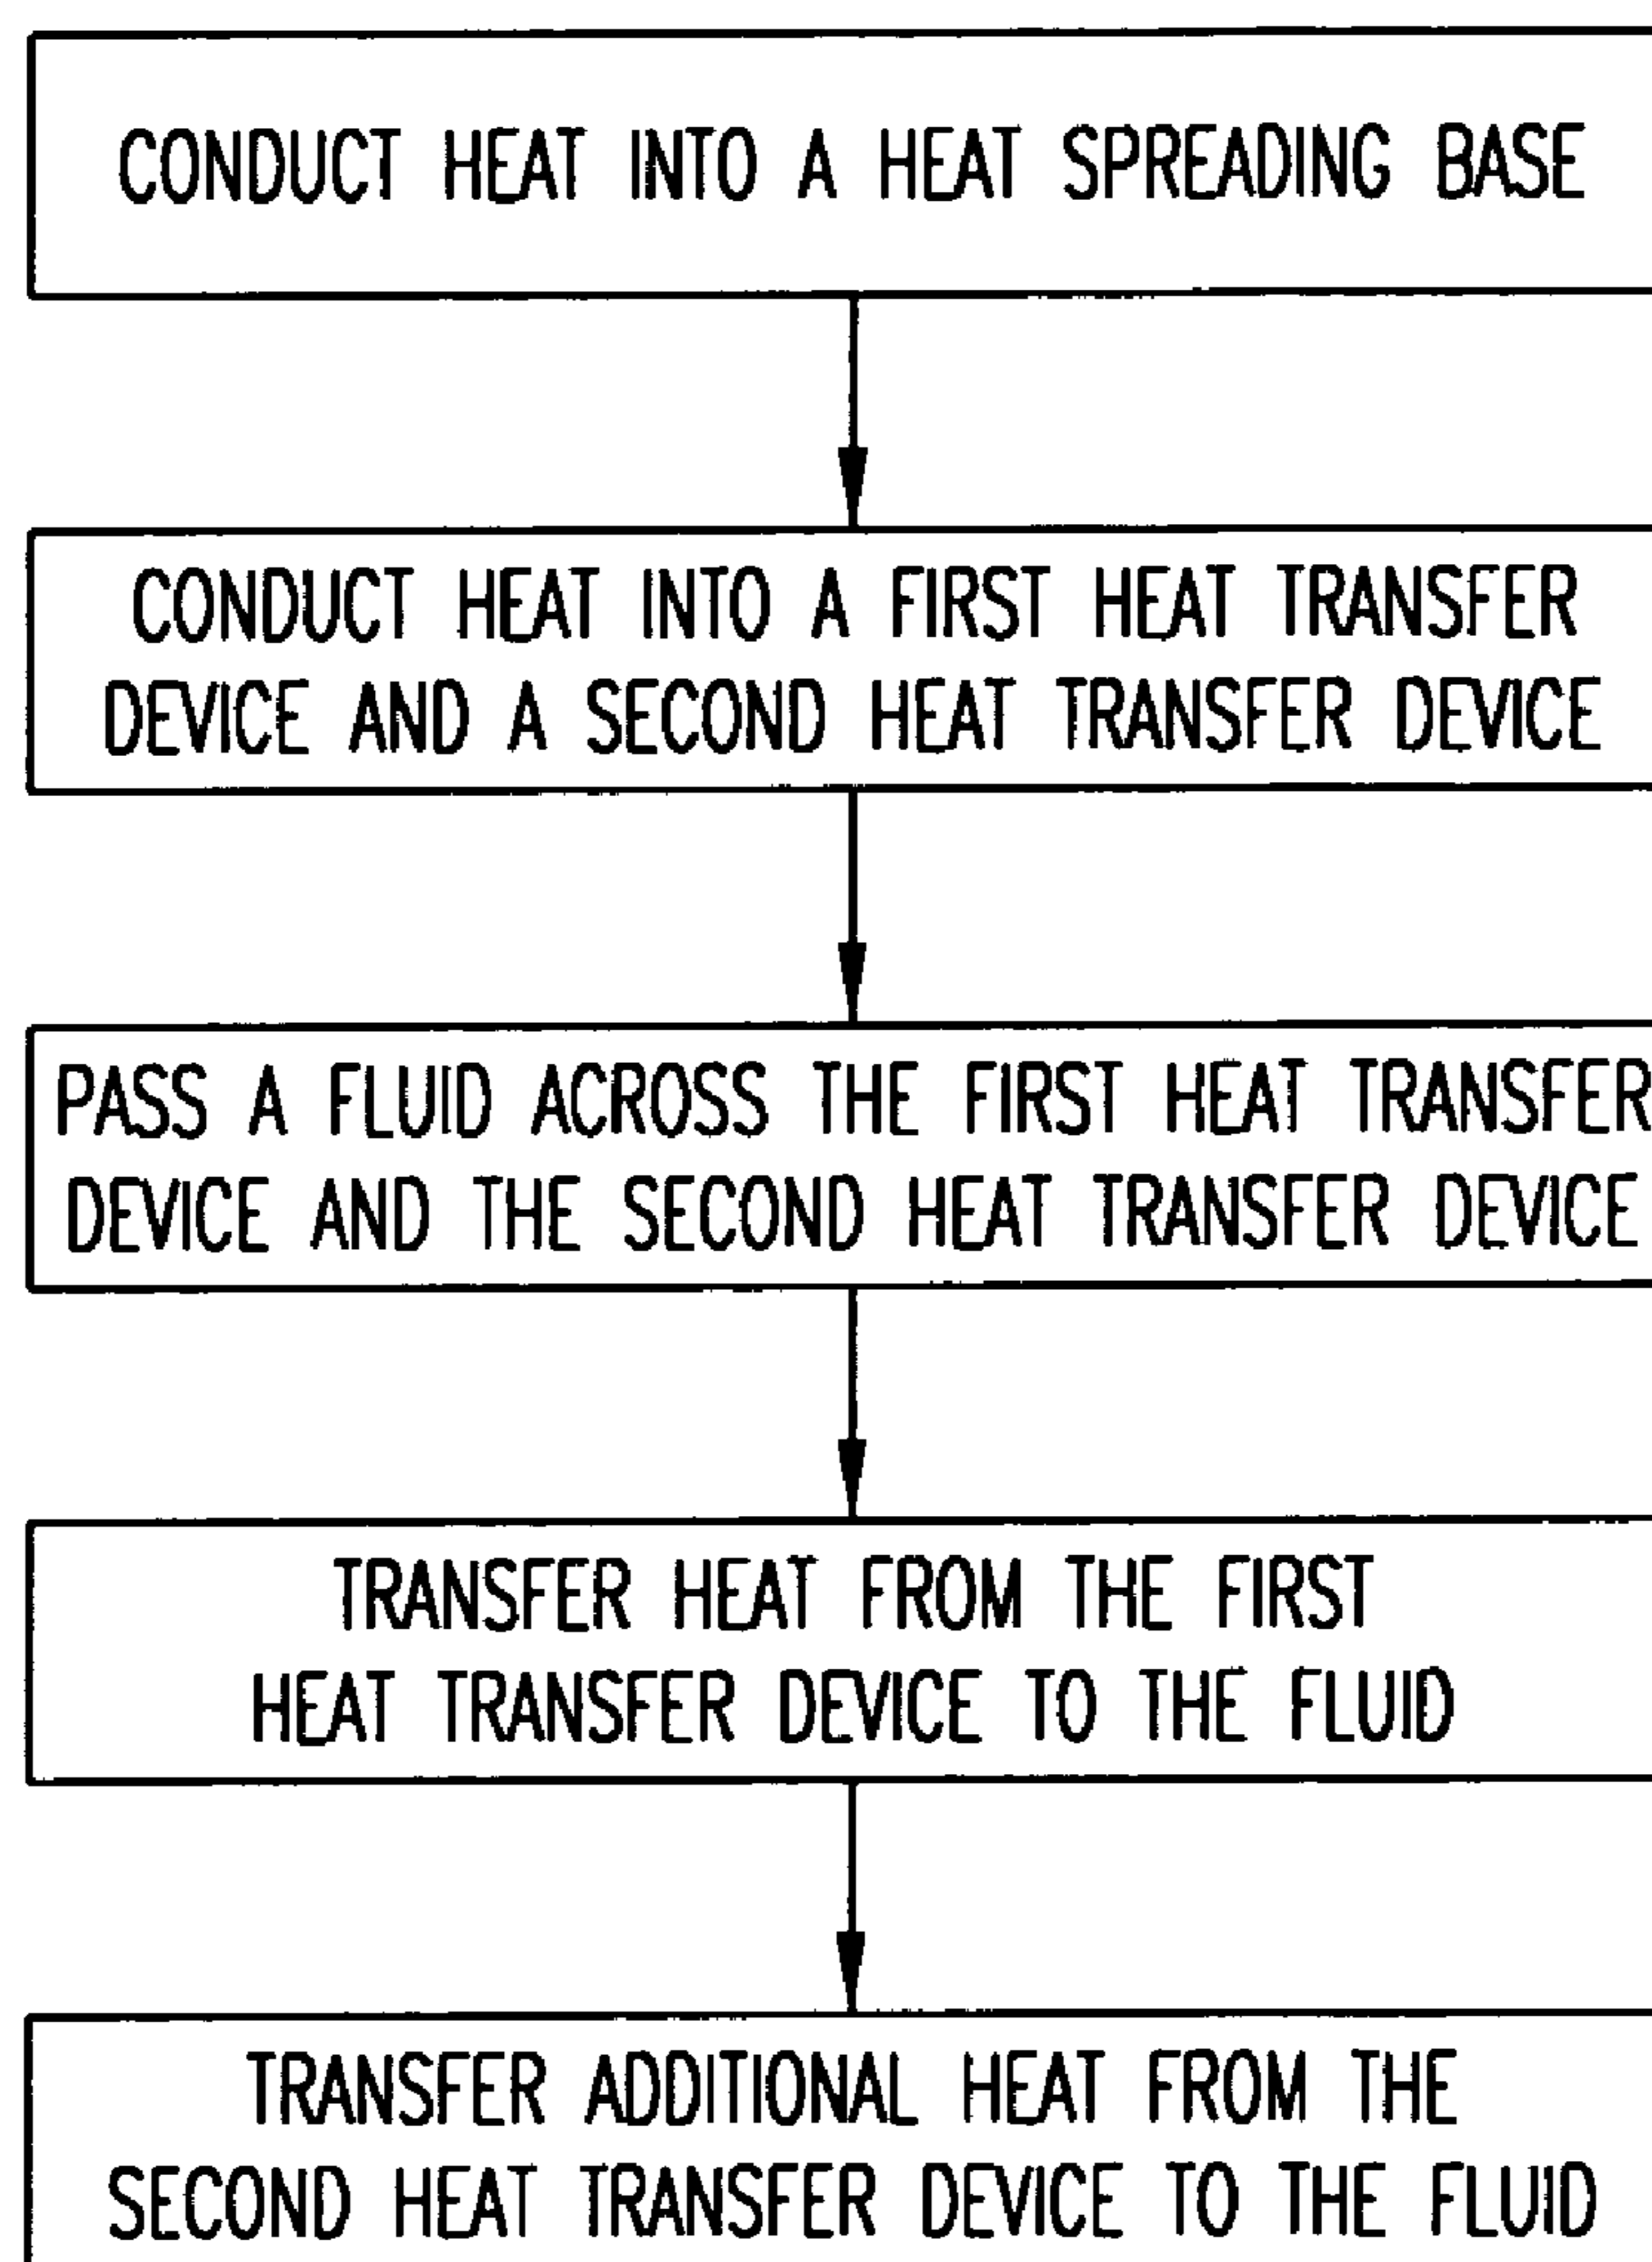 CONDUCT HEAT INTO A HEAT SPREADING BASE
CONDUCT HEAT INTO A FIRST HEAT TRANSFER
DEVICE AND A SECOND HEAT TRANSFER DEVICE
PASS A FLUID ACROSS THE FIRST HEAT TRANSFER
DEVICE AND THE SECOND HEAT TRANSFER DEVICE
TRANSFER HEAT FROM THE FIRST
HEAT TRANSFER DEVICE TO THE FLUID
TRANSFER ADDITIONAL HEAT FROM THE
SECOND HEAT TRANSFER DEVICE TO THE FLUID